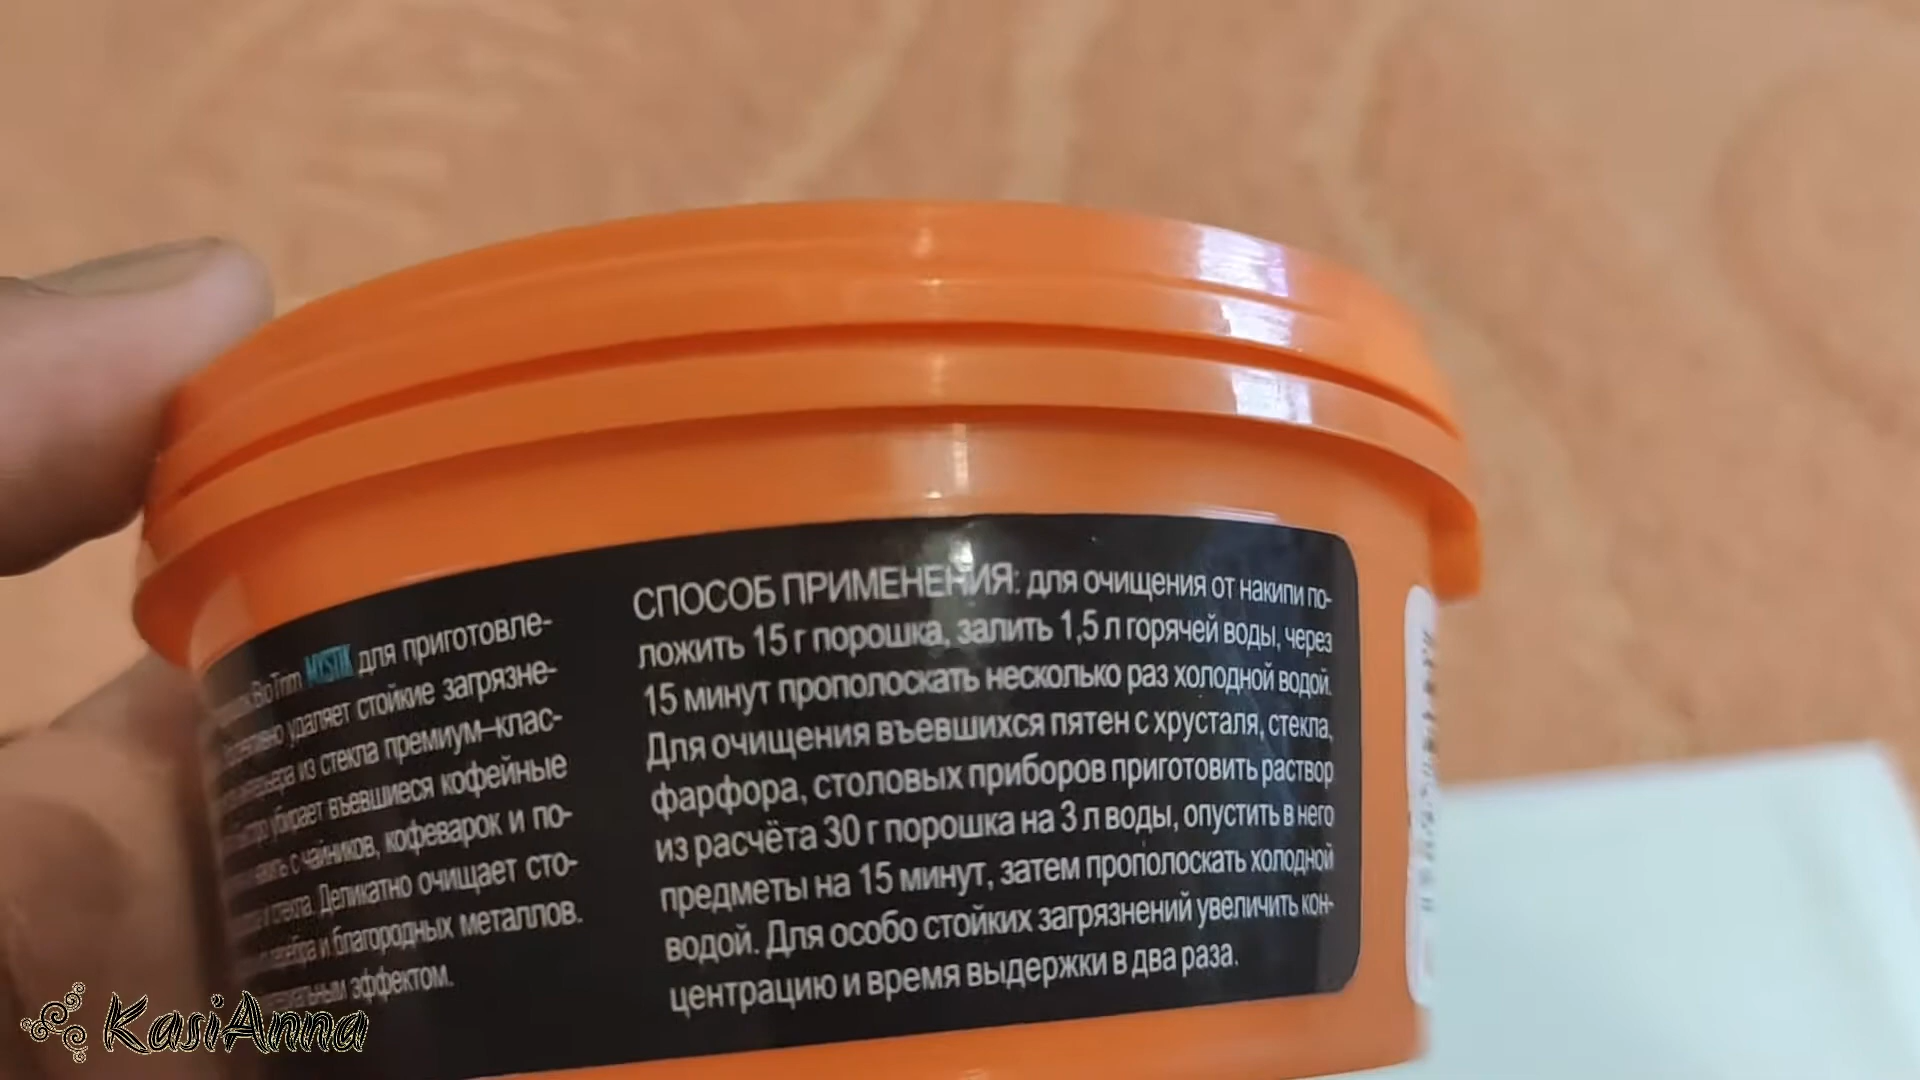 BioTrim MYSTIK для приготовле-
удаляет стойкие загрязне-
из стекла премиум-клас-
убирает въевшиеся кофейные
с чайников, кофеварок и по-
и стекла. Деликатно очищает сто-
и благородных металлов.
эффектом.
СПОСОБ ПРИМЕНЕНИЯ: для очищения от накипи по-
ложить 15 г порошка, залить 1,5 л горячей воды, через
15 минут прополоскать несколько раз холодной водой.
Для очищения въевшихся пятен с хрусталя, стекла,
фарфора, столовых приборов приготовить раствор
из расчёта 30 г порошка на 3 л воды, опустить в него
предметы на 15 минут, затем прополоскать холодной
водой. Для особо стойких загрязнений увеличить кон-
центрацию и время выдержки в два раза.
KasiAnna